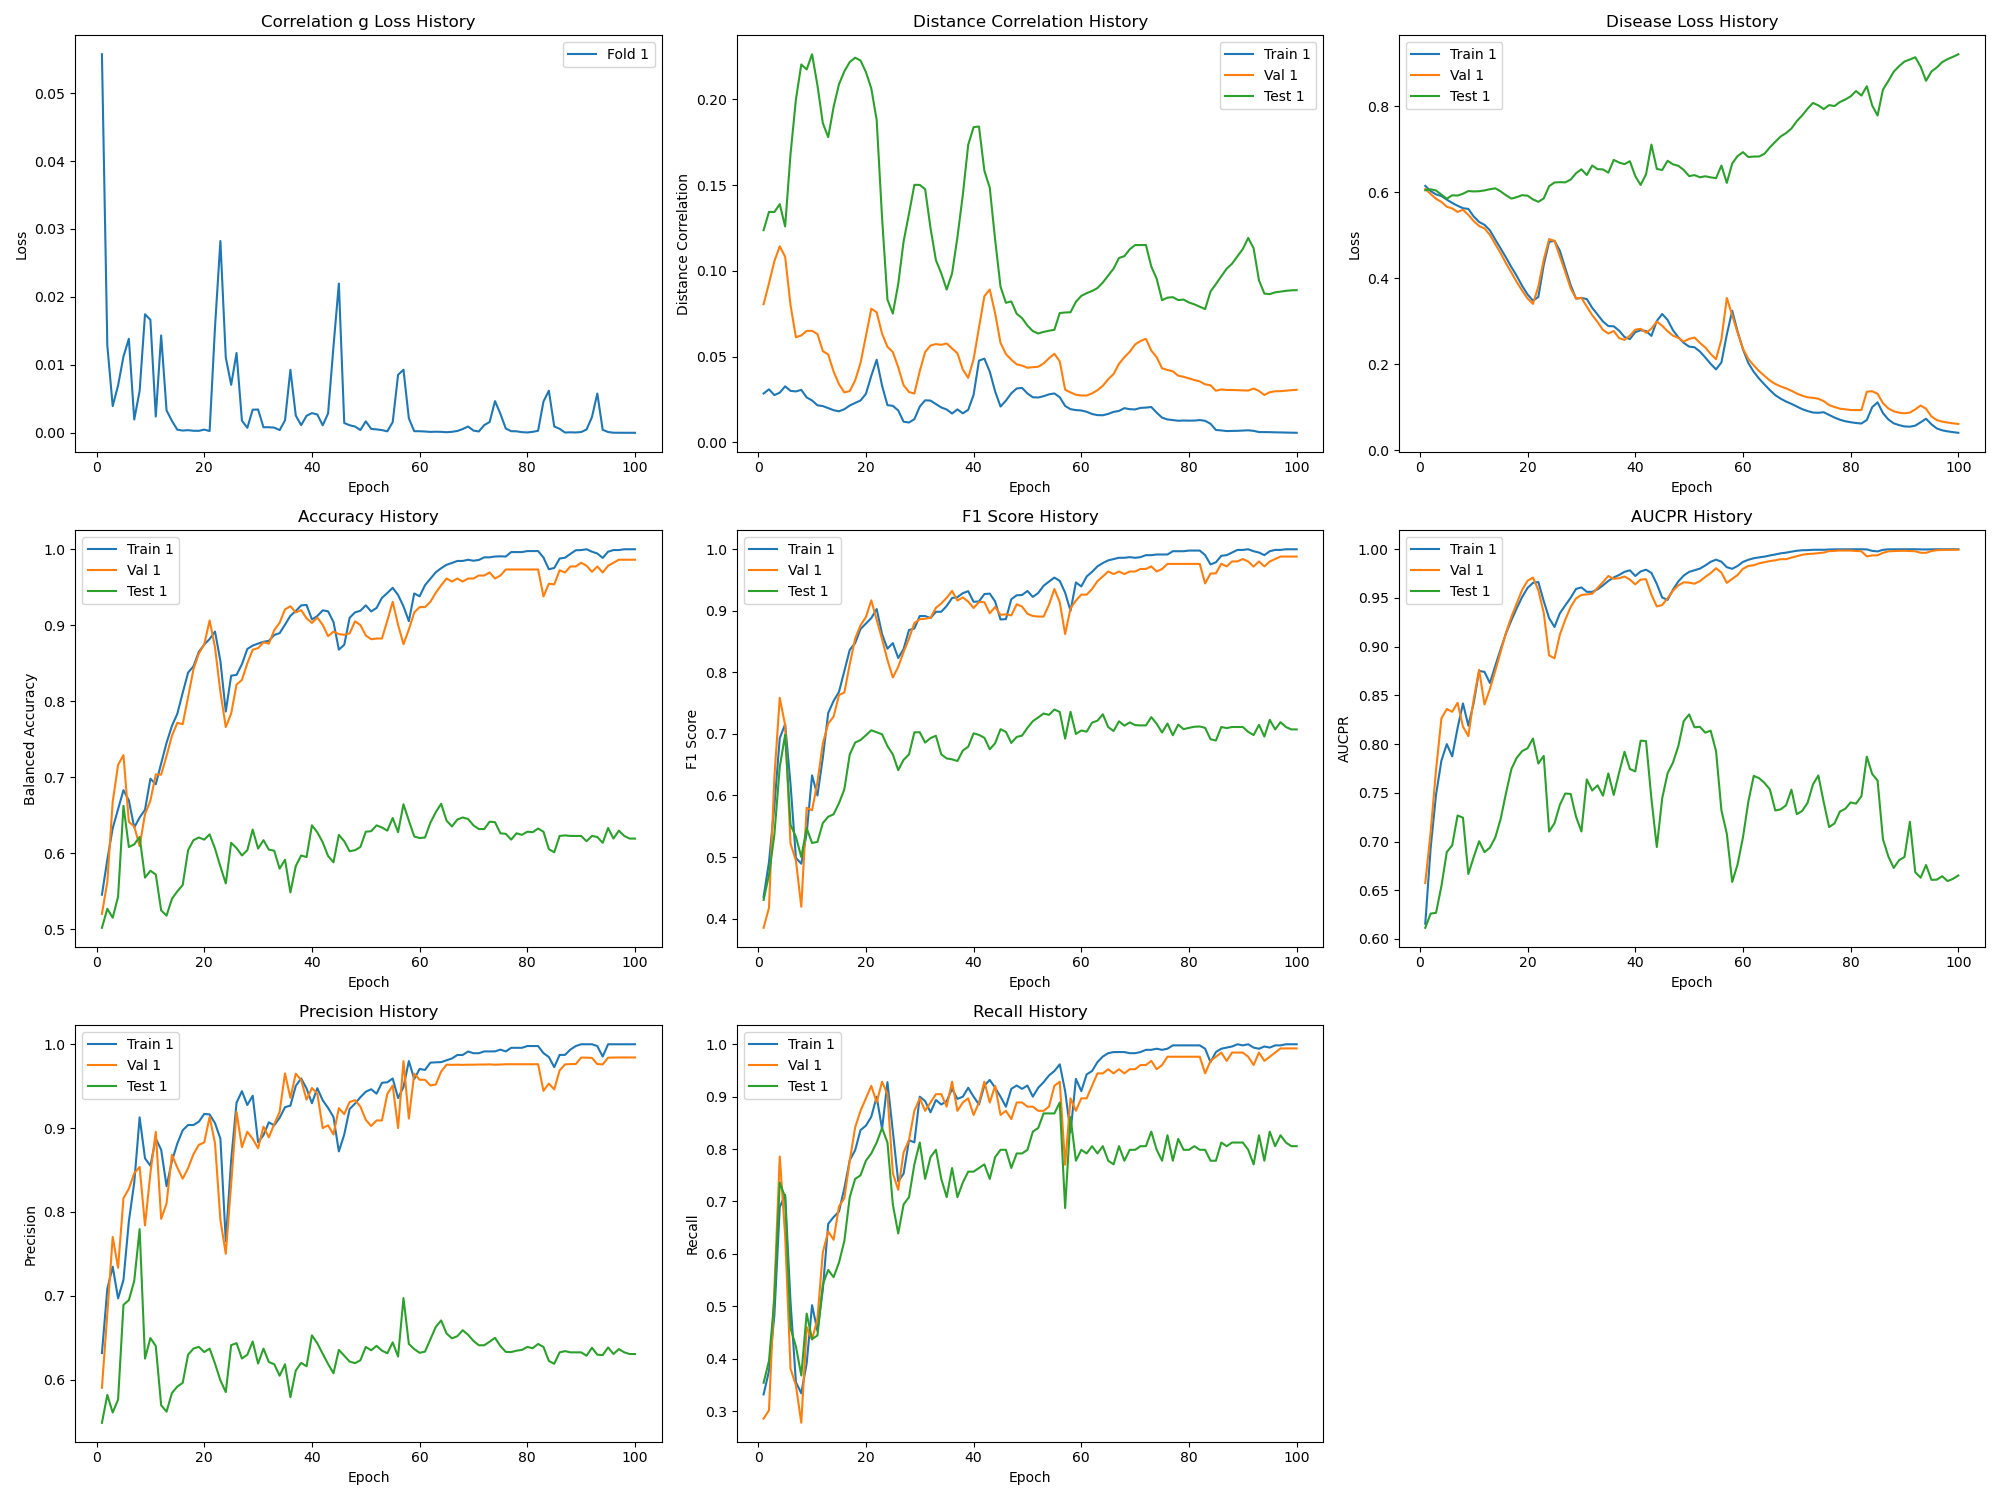 Correlation g Loss History
Fold 1
0.05
0.04
0.03
0.02
0.01
0.00
Loss
0 20 40 60 80 100
Epoch
Distance Correlation History
Train 1
Val 1
Test 1
0.20
0.15
0.10
0.05
0.00
Distance Correlation
0 20 40 60 80 100
Epoch
Disease Loss History
Train 1
Val 1
Test 1
0.8
0.6
0.4
0.2
0.0
Loss
0 20 40 60 80 100
Epoch
Accuracy History
Train 1
Val 1
Test 1
1.0
0.9
0.8
0.7
0.6
0.5
Balanced Accuracy
0 20 40 60 80 100
Epoch
F1 Score History
Train 1
Val 1
Test 1
1.0
0.9
0.8
0.7
0.6
0.5
0.4
F1 Score
0 20 40 60 80 100
Epoch
AUCPR History
Train 1
Val 1
Test 1
1.00
0.95
0.90
0.85
0.80
0.75
0.70
0.65
0.60
AUCPR
0 20 40 60 80 100
Epoch
Precision History
Train 1
Val 1
Test 1
1.0
0.9
0.8
0.7
0.6
Precision
0 20 40 60 80 100
Epoch
Recall History
Train 1
Val 1
Test 1
1.0
0.9
0.8
0.7
0.6
0.5
0.4
0.3
Recall
0 20 40 60 80 100
Epoch